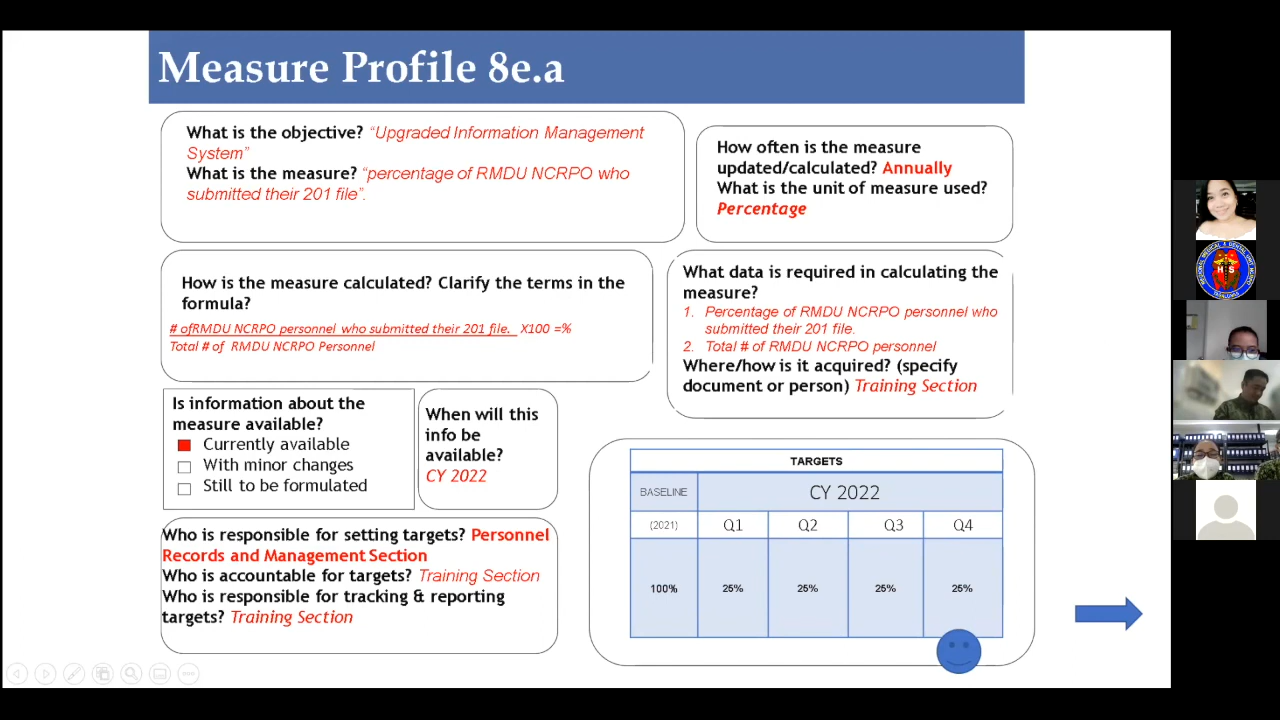 Measure Profile 8e.a
What is the objective? “Upgraded Information Management
System”
What is the measure? “percentage of RMDU NCRPO who
submitted their 201 file”.
How often is the measure
updated/calculated? Annually
What is the unit of measure used?
Percentage
How is the measure calculated? Clarify the terms in the
formula?
# ofRMDU NCRPO personnel who submitted their 201 file. X100 =%
Total # of RMDU NCRPO Personnel
What data is required in calculating the
measure?
1. Percentage of RMDU NCRPO personnel who
submitted their 201 file.
2. Total # of RMDU NCRPO personnel
Where/how is it acquired? (specify
document or person) Training Section
Is information about the
measure available?
Currently available
With minor changes
Still to be formulated
When will this
info be
available?
CY 2022
Who is responsible for setting targets? Personnel
Records and Management Section
Who is accountable for targets? Training Section
Who is responsible for tracking & reporting
targets? Training Section
TARGETS
BASELINE CY 2022
(2021) Q1 Q2 Q3 Q4
100% 25% 25% 25% 25%